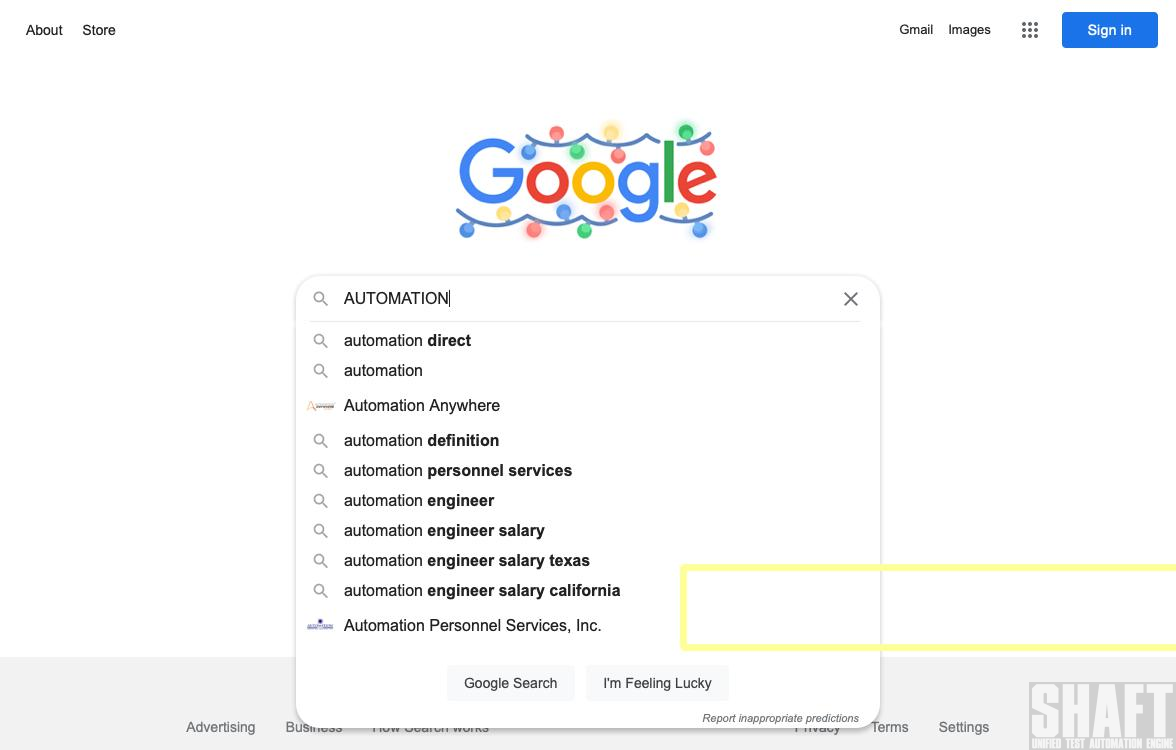 About Store
Gmail Images Sign in
Google
AUTOMATION
automation direct
automation
Automation Anywhere
automation definition
automation personnel services
automation engineer
automation engineer salary
automation engineer salary texas
automation engineer salary california
Automation Personnel Services, Inc.
Google Search I'm Feeling Lucky
Report inappropriate predictions
Advertising Business How Search works Privacy Terms Settings
SHAFT
UNIFIED TEST AUTOMATION ENGINE